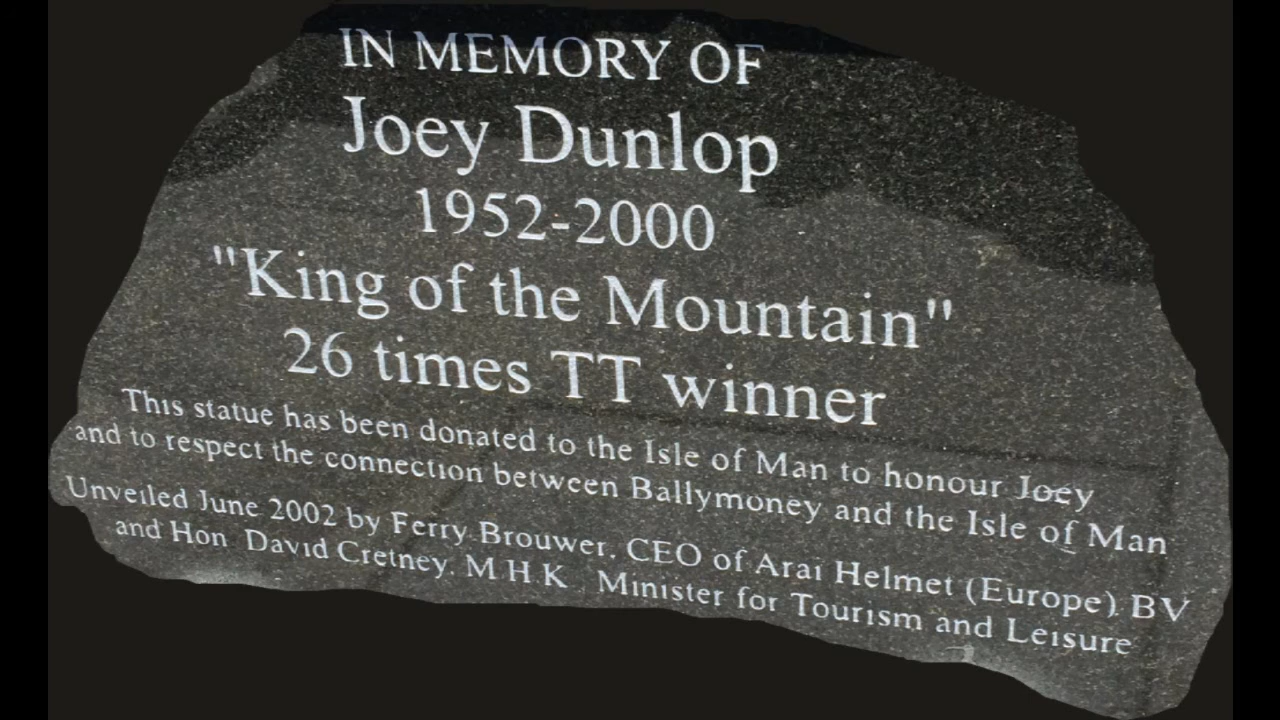 IN MEMORY OF
Joey Dunlop
1952-2000
"King of the Mountain"
26 times TT winner
This statue has been donated to the Isle of Man to honour Joey
and to respect the connection between Ballymoney and the Isle of Man
Unveiled June 2002 by Ferry Brouwer, CEO of Arai Helmet (Europe) BV
and Hon David Cretney, M H K Minister for Tourism and Leisure